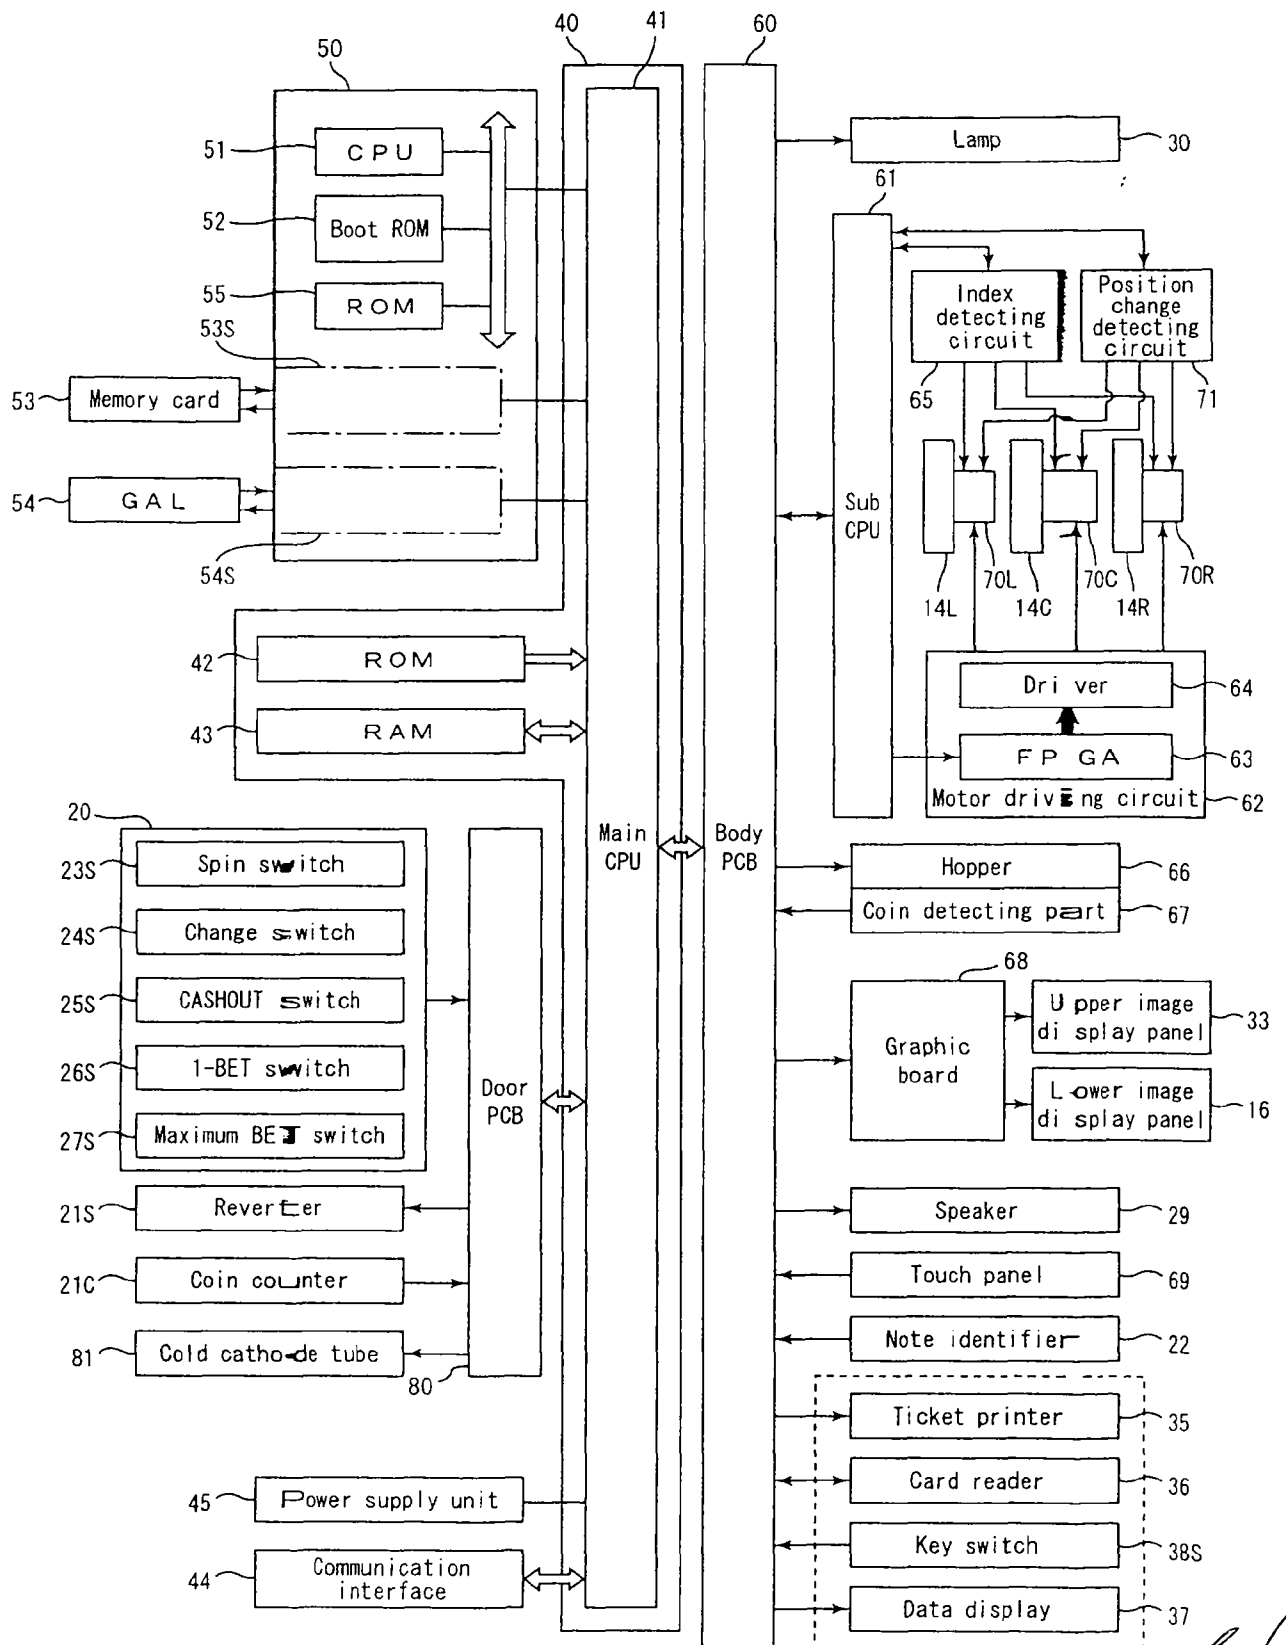 40
41
60
50
51
CPU
52
Boot ROM
55
ROM
53S
53
Memory card
54
GAL
54S
42
ROM
43
RAM
20
23S
Spin switch
24S
Change switch
25S
CASHOUT switch
26S
1-BET switch
27S
Maximum BET switch
21S
Reverter
21C
Coin counter
81
Cold cathode tube
80
Door
PCB
45
Power supply unit
44
Communication
interface
Main
CPU
Body
PCB
Lamp
30
61
Sub
CPU
Index
detecting
circuit
65
Position
change
detecting
circuit
71
14L
70L
14C
70C
14R
70R
Driver
64
FPGA
63
Motor driving circuit
62
Hopper
66
Coin detecting part
67
68
Graphic
board
Upper image
display panel
33
Lower image
display panel
16
Speaker
29
Touch panel
69
Note identifier
22
Ticket printer
35
Card reader
36
Key switch
38S
Data display
37